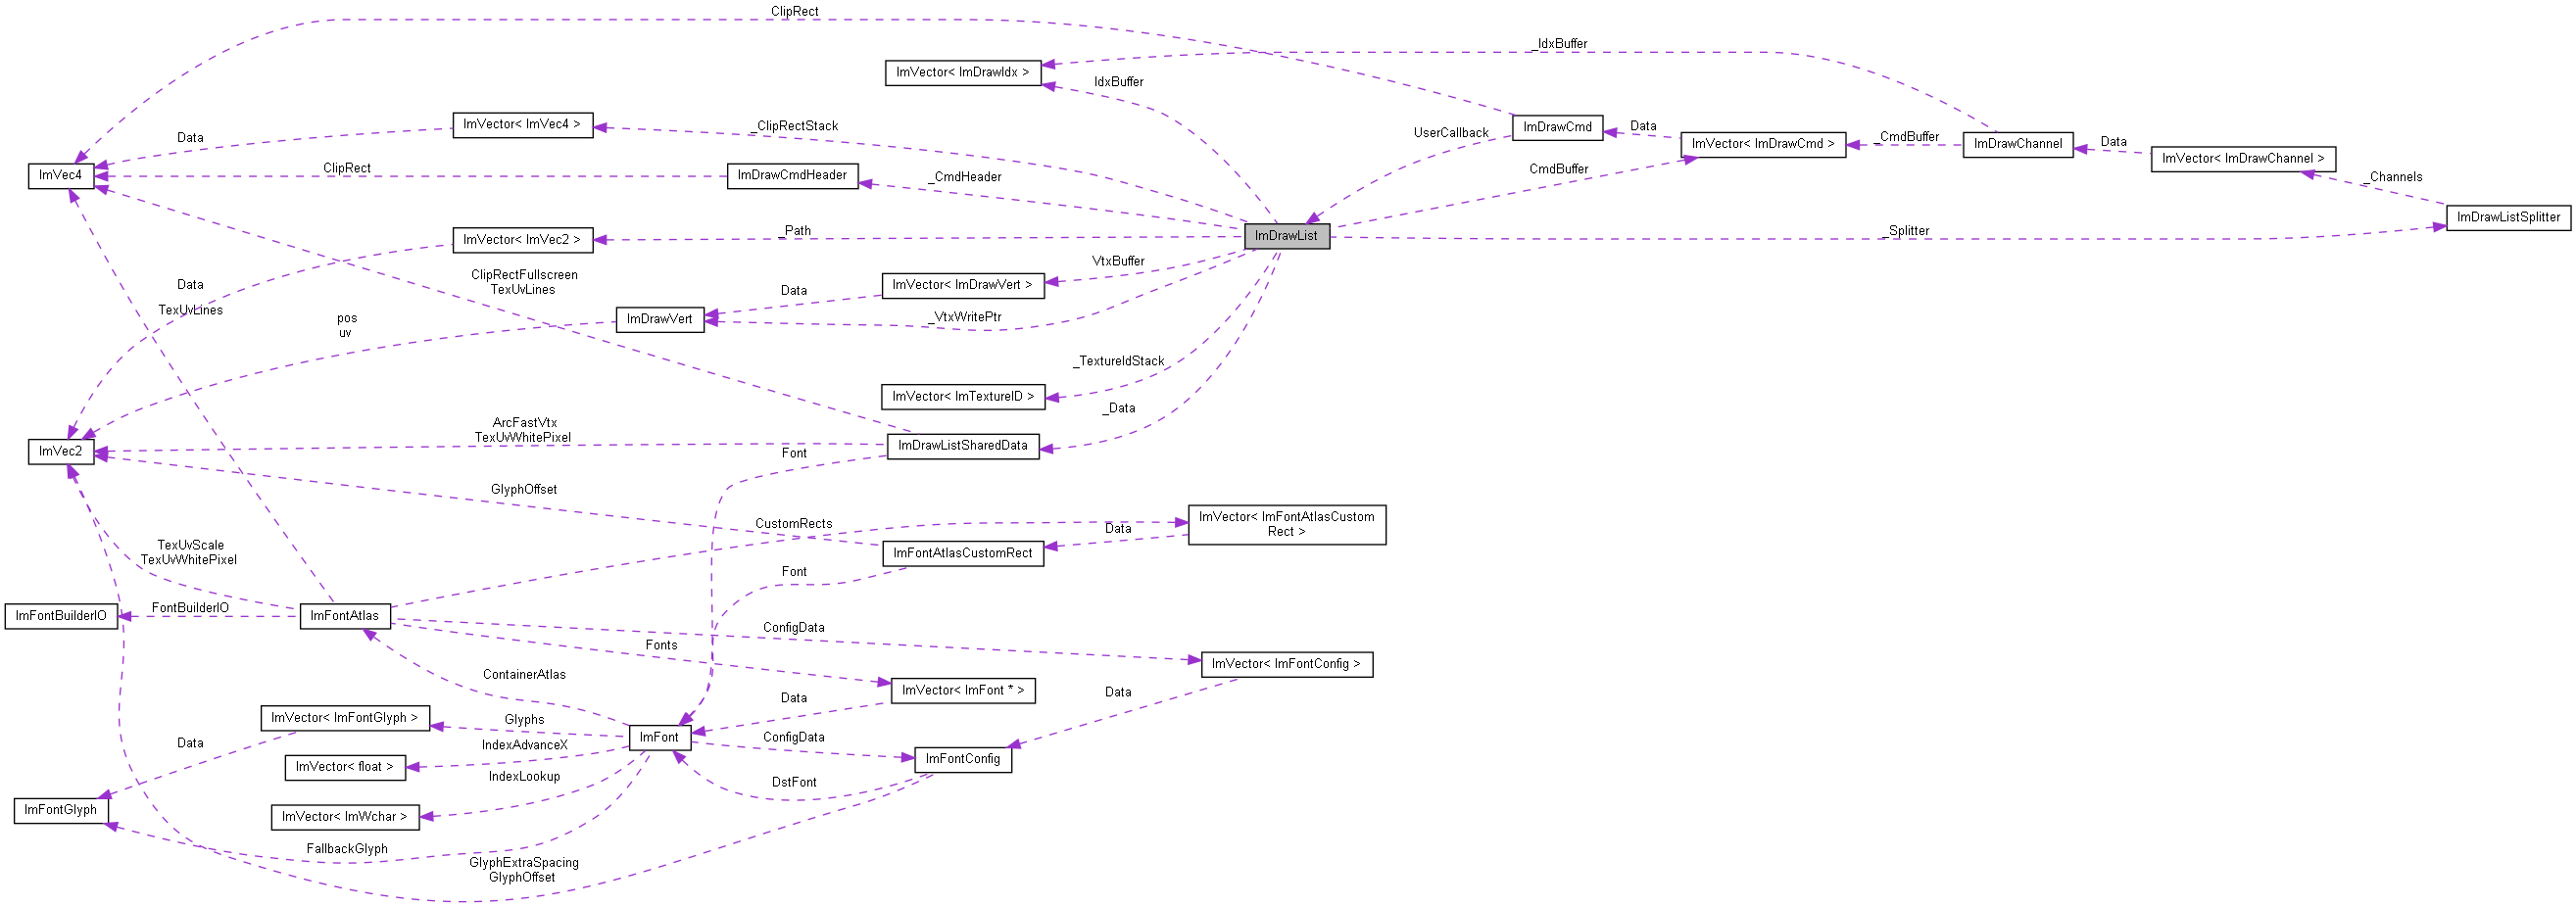 ClipRect
_IdxBuffer
ImVector< ImDrawIdx >
IdxBuffer
ImVector< ImVec4 >
_ClipRectStack
UserCallback
ImDrawCmd
Data
ImVector< ImDrawCmd >
_CmdBuffer
ImDrawChannel
Data
ImVector< ImDrawChannel >
Data
ImVec4
ClipRect
ImDrawCmdHeader
_CmdHeader
CmdBuffer
_Channels
ImDrawListSplitter
ImVector< ImVec2 >
_Path
ImDrawList
_Splitter
Data
TexUvLines
ClipRectFullscreen
TexUvLines
VtxBuffer
ImVector< ImDrawVert >
Data
pos
uv
ImDrawVert
_VtxWritePtr
_TextureIdStack
ImVector< ImTextureID >
_Data
ImVec2
ArcFastVtx
TexUvWhitePixel
ImDrawListSharedData
Font
GlyphOffset
CustomRects
Data
ImVector< ImFontAtlasCustom
Rect >
ImFontAtlasCustomRect
TexUvScale
TexUvWhitePixel
Font
ImFontBuilderIO
FontBuilderIO
ImFontAtlas
ConfigData
Fonts
ImVector< ImFontConfig >
ContainerAtlas
ImVector< ImFont * >
Data
Data
ImVector< ImFontGlyph >
Glyphs
ImFont
ConfigData
Data
IndexAdvanceX
ImVector< float >
ImFontConfig
IndexLookup
DstFont
ImFontGlyph
ImVector< ImWchar >
FallbackGlyph
GlyphExtraSpacing
GlyphOffset